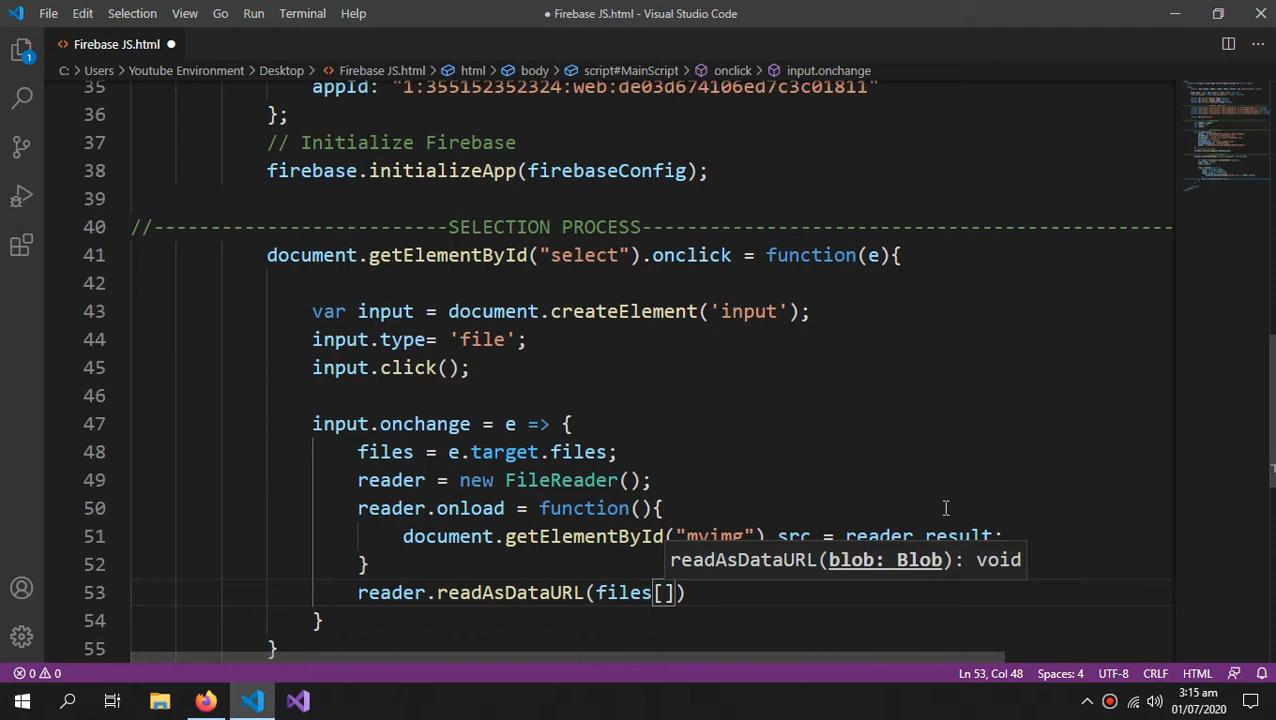 File Edit Selection View Go Run Terminal Help ● Firebase JS.html - Visual Studio Code
Firebase JS.html ●
C: > Users > Youtube Environment > Desktop > Firebase JS.html > html > body > script#MainScript > onclick > input.onchange
35 appId: "1:355152352324:web:de03d674106ed7c3c01811"
36 };
37 // Initialize Firebase
38 firebase.initializeApp(firebaseConfig);
39
40 //--------------------------SELECTION PROCESS-----------------------------------------------
41 document.getElementById("select").onclick = function(e){
42
43 var input = document.createElement('input');
44 input.type= 'file';
45 input.click();
46
47 input.onchange = e => {
48 files = e.target.files;
49 reader = new FileReader();
50 reader.onload = function(){
51 document.getElementById("myimg").src = reader.result;
readAsDataURL(blob: Blob): void
52 }
53 reader.readAsDataURL(files[])
54 }
55 }
1
0 0 Ln 53, Col 48 Spaces: 4 UTF-8 CRLF HTML
3:15 am
01/07/2020